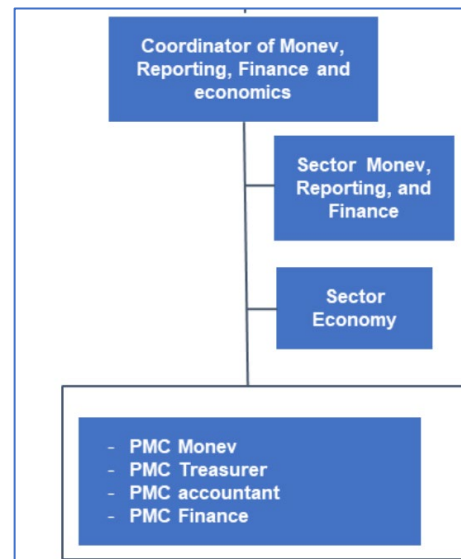 Coordinator of Monev,
Reporting, Finance and
economics
Sector Monev,
Reporting, and
Finance
Sector
Economy
- PMC Monev
- PMC Treasurer
- PMC accountant
- PMC Finance